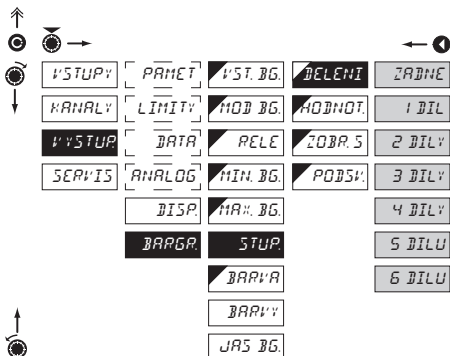 VSTUPY PAMET VST. BG. DELENI ZADNE
KANALY LIMITY MOD BG. HODNOT. 1 DIL
VYSTUP. DATA RELE ZOBR. S 2 DILY
SERVIS ANALOG MIN. BG. PODSV. 3 DILY
DISP. MAX. BG. 4 DILY
BARGR. STUP. 5 DILU
BARVA 6 DILU
BARVY
JAS BG.